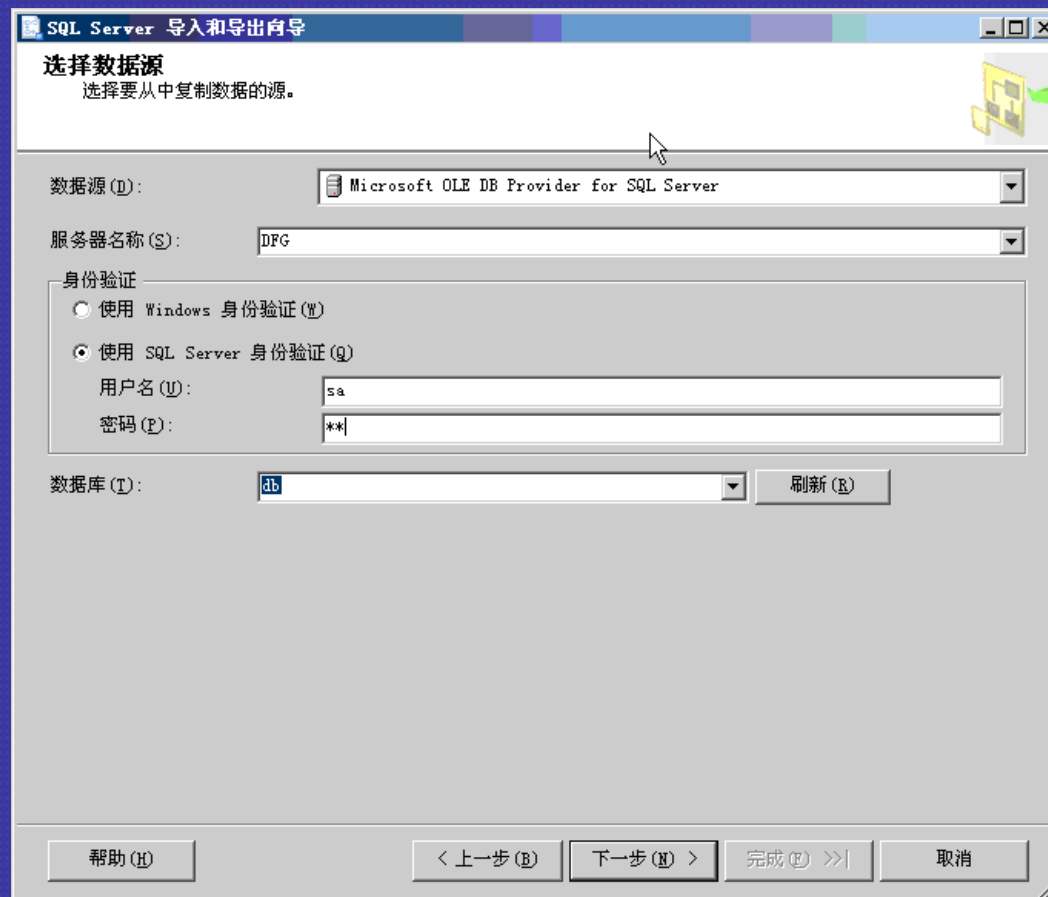 SQL Server 导入和导出向导
选择数据源
选择要从中复制数据的源。
数据源(D): Microsoft OLE DB Provider for SQL Server
服务器名称(S): DFG
身份验证
使用 Windows 身份验证(W)
使用 SQL Server 身份验证(Q)
用户名(U): sa
密码(P): **
数据库(T): db 刷新(R)
帮助(H) < 上一步(B) 下一步(N) > 完成(F) >>| 取消